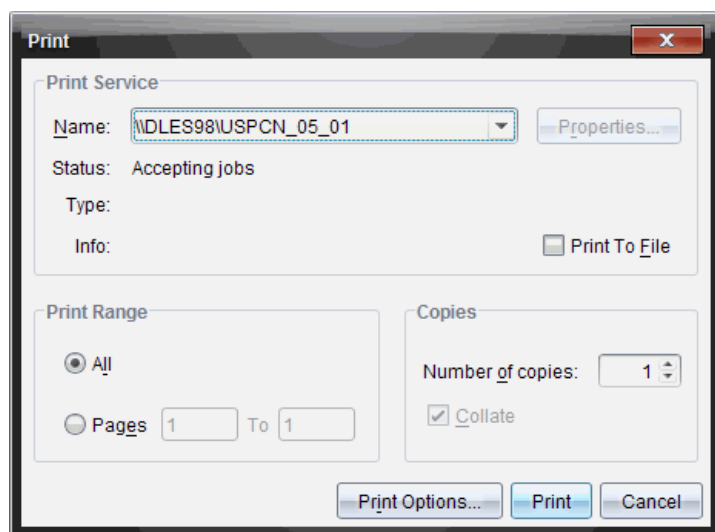 Print
Print Service
Name: \\DLES98\USPCN_05_01 Properties...
Status: Accepting jobs
Type:
Info: Print To File
Print Range
All
Pages 1 To 1
Copies
Number of copies: 1
Collate
Print Options... Print Cancel